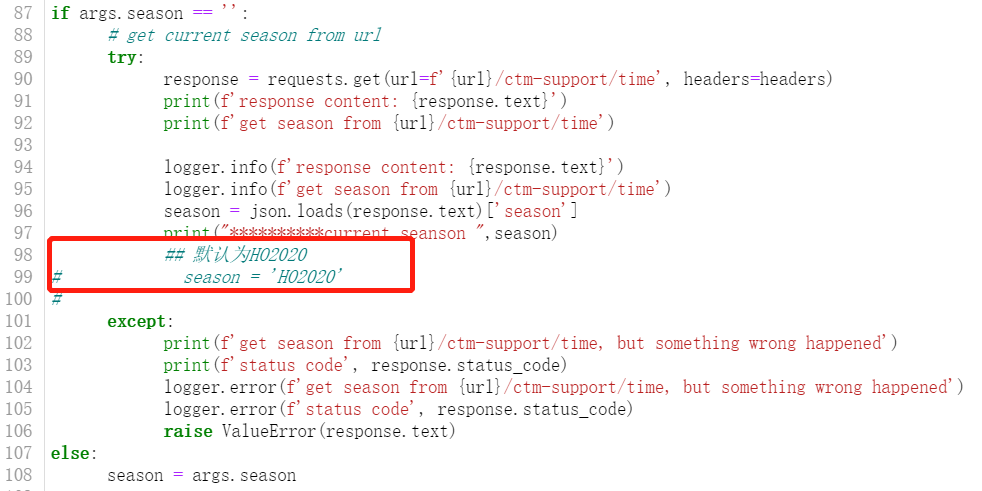 87 if args.season == '':
88 # get current season from url
89 try:
90 response = requests.get(url=f'{url}/ctm-support/time', headers=headers)
91 print(f'response content: {response.text}')
92 print(f'get season from {url}/ctm-support/time')
93
94 logger.info(f'response content: {response.text}')
95 logger.info(f'get season from {url}/ctm-support/time')
96 season = json.loads(response.text)['season']
97 print("**********current seanson ",season)
98 ## 默认为HO2020
99 # season = 'HO2020'
100 #
101 except:
102 print(f'get season from {url}/ctm-support/time, but something wrong happened')
103 print(f'status code', response.status_code)
104 logger.error(f'get season from {url}/ctm-support/time, but something wrong happened')
105 logger.error(f'status code', response.status_code)
106 raise ValueError(response.text)
107 else:
108 season = args.season